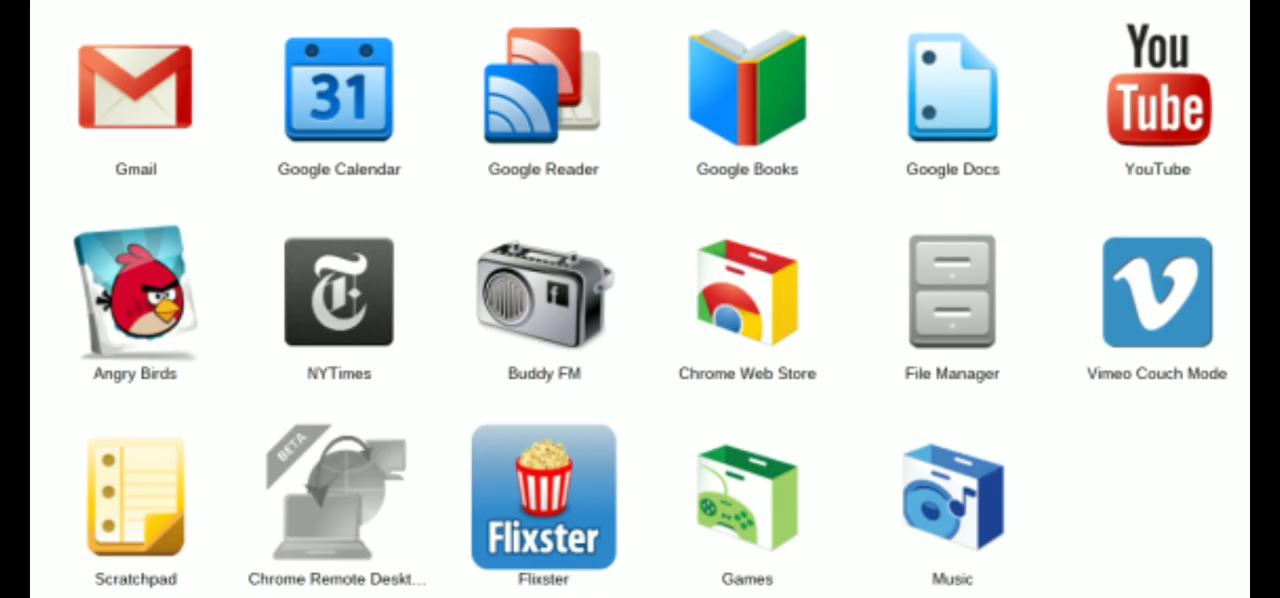 You
Tube
31
Gmail
Google Calendar
Google Reader
Google Books
Google Docs
YouTube
T
f
V
Angry Birds
NYTimes
Buddy FM
Chrome Web Store
File Manager
Vimeo Couch Mode
BETA
Flixster
Scratchpad
Chrome Remote Deskt...
Flixster
Games
Music